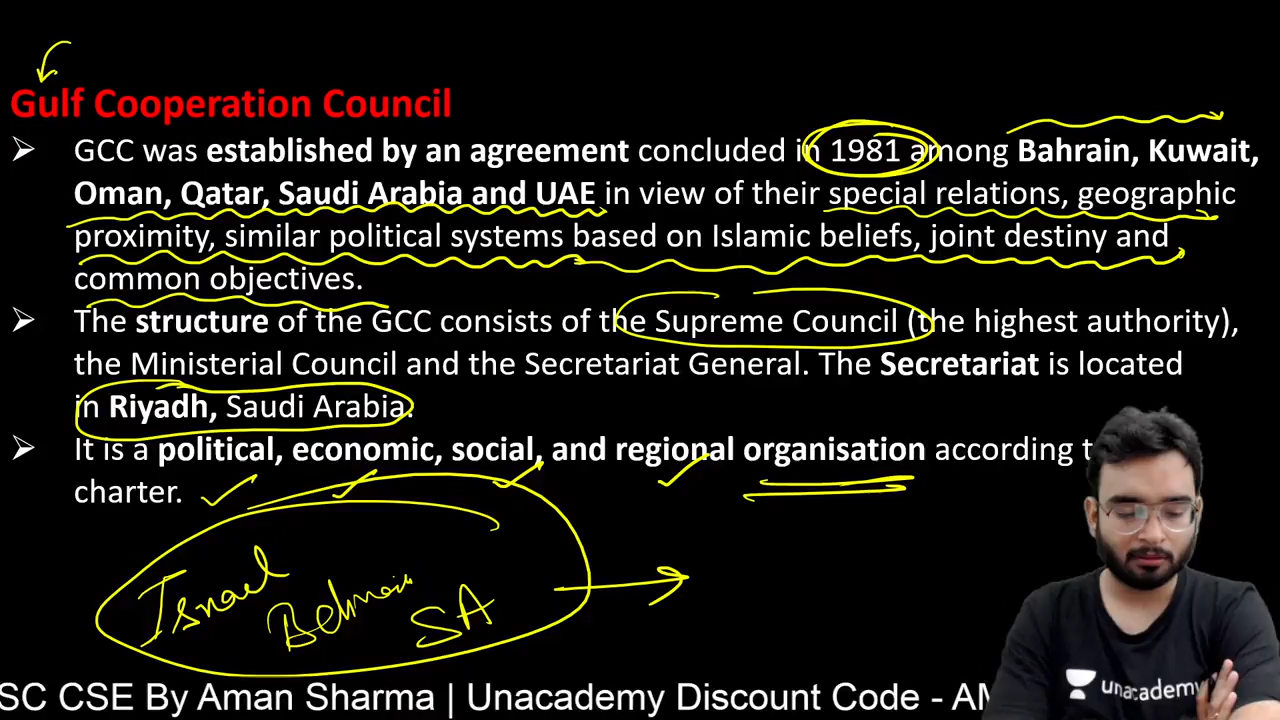 Gulf Cooperation Council
➢ GCC was established by an agreement concluded in 1981 among Bahrain, Kuwait,
Oman, Qatar, Saudi Arabia and UAE in view of their special relations, geographic
proximity, similar political systems based on Islamic beliefs, joint destiny and
common objectives.
➢ The structure of the GCC consists of the Supreme Council (the highest authority),
the Ministerial Council and the Secretariat General. The Secretariat is located
in Riyadh, Saudi Arabia.
➢ It is a political, economic, social, and regional organisation according t
charter.
Israel
SA
unacademy
SC CSE By Aman Sharma | Unacademy Discount Code - AM